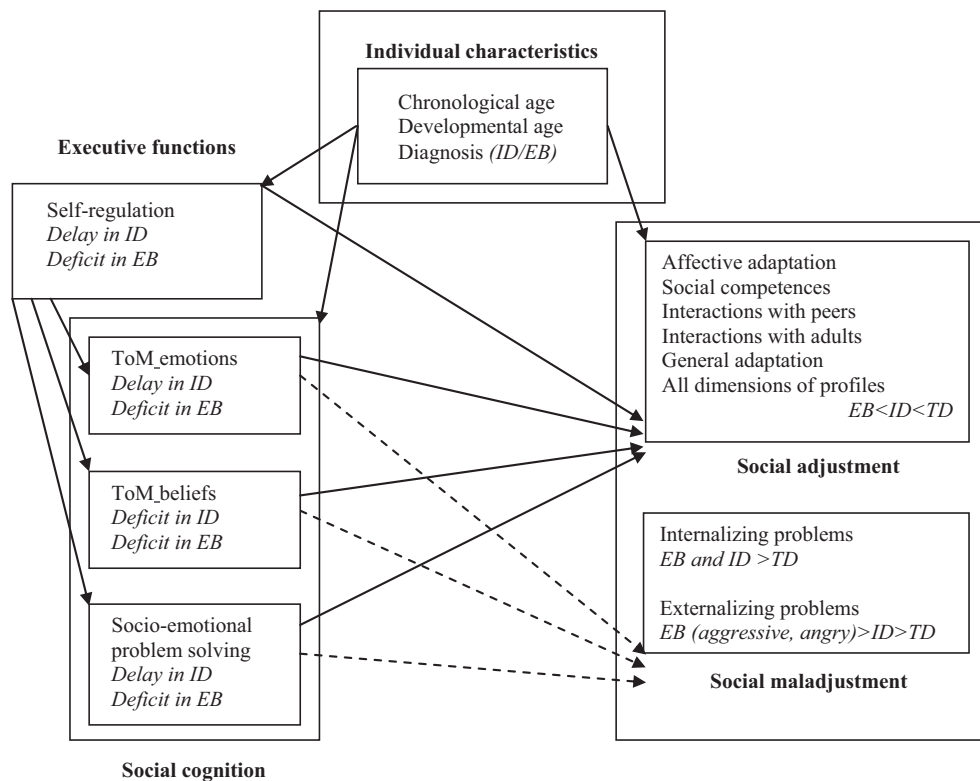 Individual characteristics
Chronological age
Developmental age
Diagnosis (ID/EB)
Executive functions
Self-regulation
Delay in ID
Deficit in EB
ToM_emotions
Delay in ID
Deficit in EB
ToM_beliefs
Deficit in ID
Deficit in EB
Socio-emotional
problem solving
Delay in ID
Deficit in EB
Social cognition
Affective adaptation
Social competences
Interactions with peers
Interactions with adults
General adaptation
All dimensions of profiles
EB<ID<TD
Social adjustment
Internalizing problems
EB and ID >TD
Externalizing problems
EB (aggressive, angry)>ID>TD
Social maladjustment